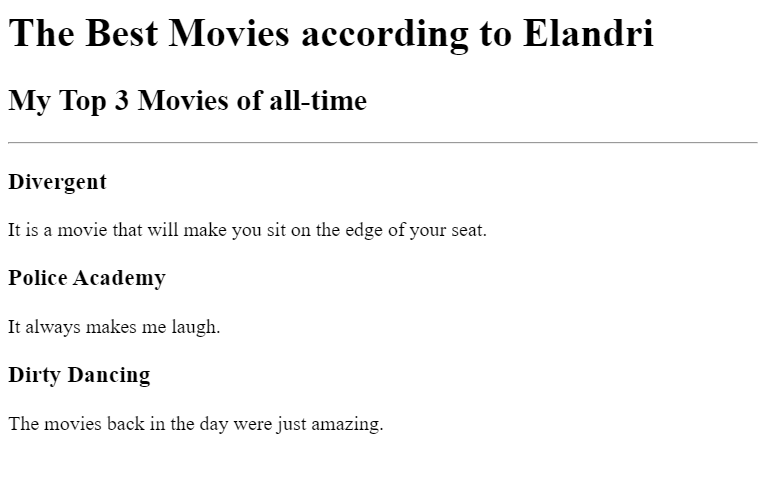 The Best Movies according to Elandri
My Top 3 Movies of all-time
Divergent
It is a movie that will make you sit on the edge of your seat.
Police Academy
It always makes me laugh.
Dirty Dancing
The movies back in the day were just amazing.